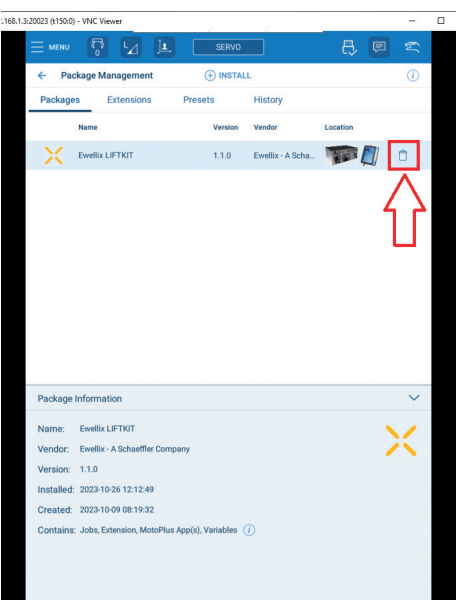 .168.1.3:20023 (t150:0) - VNC Viewer
MENU 0 SERVO
Package Management INSTALL
Packages Extensions Presets History
Name Version Vendor Location
Ewellix LIFTKIT 1.1.0 Ewellix - A Scha...
Package Information
Name: Ewellix LIFTKIT
Vendor: Ewellix - A Schaeffler Company
Version: 1.1.0
Installed: 2023-10-26 12:12:49
Created: 2023-10-09 08:19:32
Contains: Jobs, Extension, MotoPlus App(s), Variables